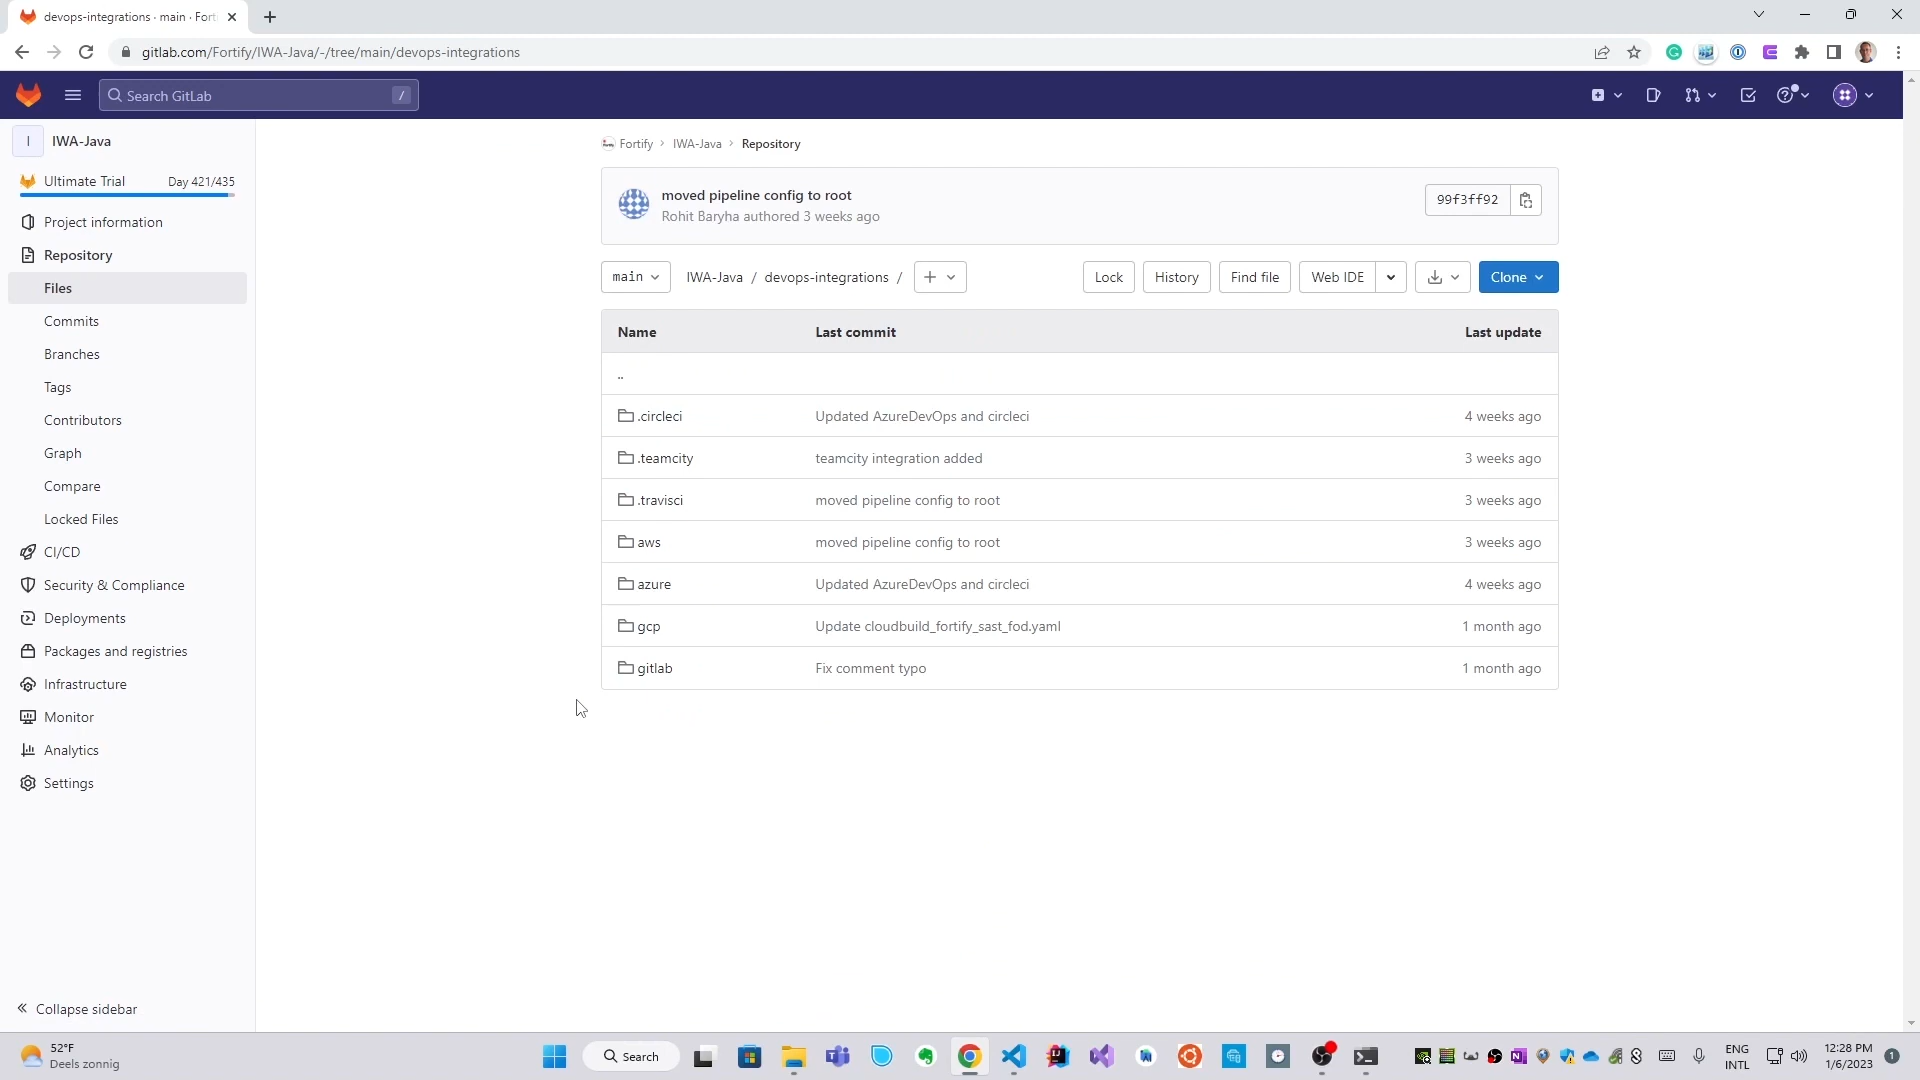 devops-integrations · main · Fort
gitlab.com/Fortify/IWA-Java/-/tree/main/devops-integrations
Search GitLab /
I IWA-Java
Ultimate Trial Day 421/435
Project information
Repository
Files
Commits
Branches
Tags
Contributors
Graph
Compare
Locked Files
CI/CD
Security & Compliance
Deployments
Packages and registries
Infrastructure
Monitor
Analytics
Settings
Collapse sidebar
Fortify › IWA-Java › Repository
moved pipeline config to root
Rohit Baryha authored 3 weeks ago
99f3ff92
main IWA-Java / devops-integrations / + Lock History Find file Web IDE Clone
Name Last commit Last update
..
.circleci Updated AzureDevOps and circleci 4 weeks ago
.teamcity teamcity integration added 3 weeks ago
.travisci moved pipeline config to root 3 weeks ago
aws moved pipeline config to root 3 weeks ago
azure Updated AzureDevOps and circleci 4 weeks ago
gcp Update cloudbuild_fortify_sast_fod.yaml 1 month ago
gitlab Fix comment typo 1 month ago
52°F
Deels zonnig
Search
ENG
INTL
12:28 PM
1/6/2023
1